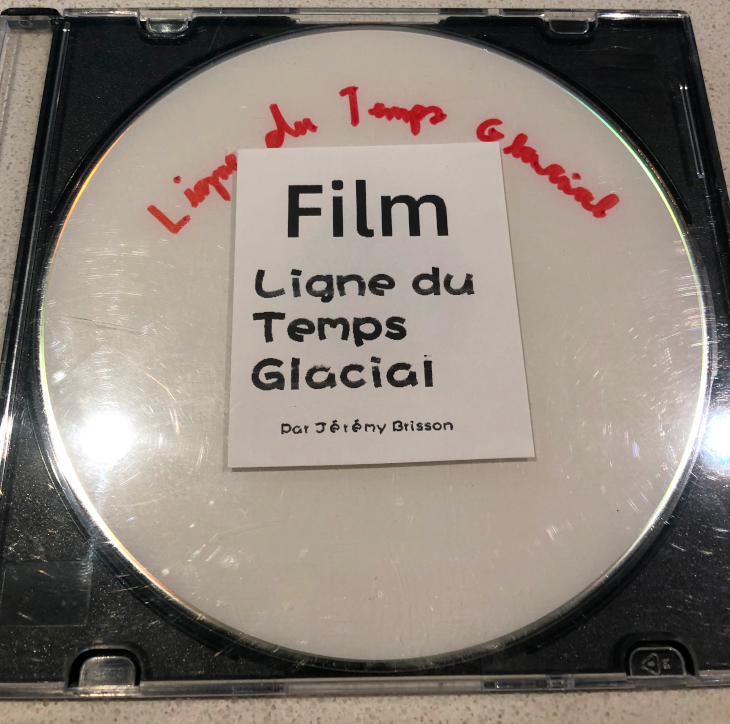 Ligne du Temps Glacial
Film
Ligne du
Temps
Glacial
Par Jérémy Brisson